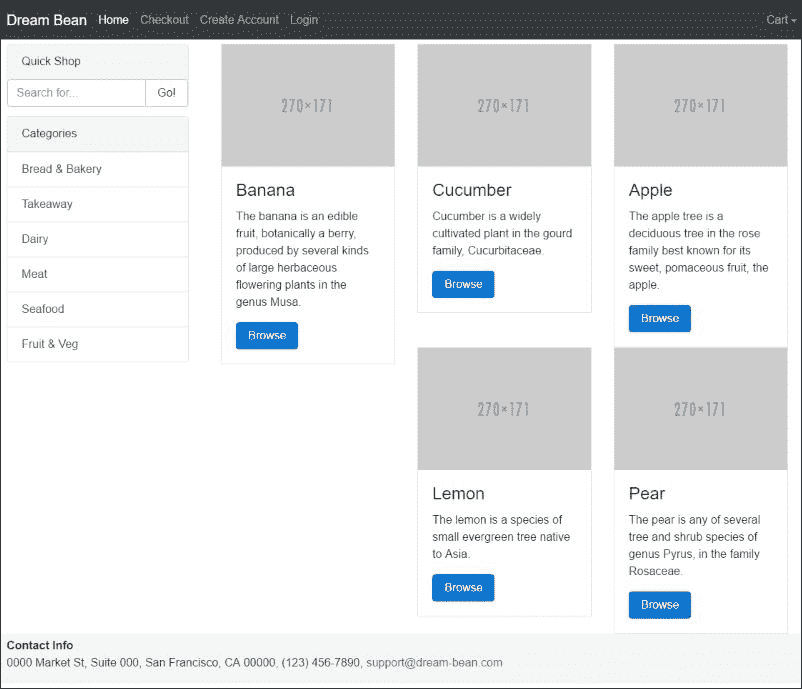 Dream Bean Home Checkout Create Account Login Cart
Quick Shop
Search for... Go!
Categories
Bread & Bakery
Takeaway
Dairy
Meat
Seafood
Fruit & Veg
270×171
Banana
The banana is an edible
fruit, botanically a berry,
produced by several kinds
of large herbaceous
flowering plants in the
genus Musa.
Browse
270×171
Cucumber
Cucumber is a widely
cultivated plant in the gourd
family, Cucurbitaceae.
Browse
270×171
Apple
The apple tree is a
deciduous tree in the rose
family best known for its
sweet, pomaceous fruit, the
apple.
Browse
270×171
Lemon
The lemon is a species of
small evergreen tree native
to Asia.
Browse
270×171
Pear
The pear is any of several
tree and shrub species of
genus Pyrus, in the family
Rosaceae.
Browse
Contact Info
0000 Market St, Suite 000, San Francisco, CA 00000, (123) 456-7890, support@dream-bean.com